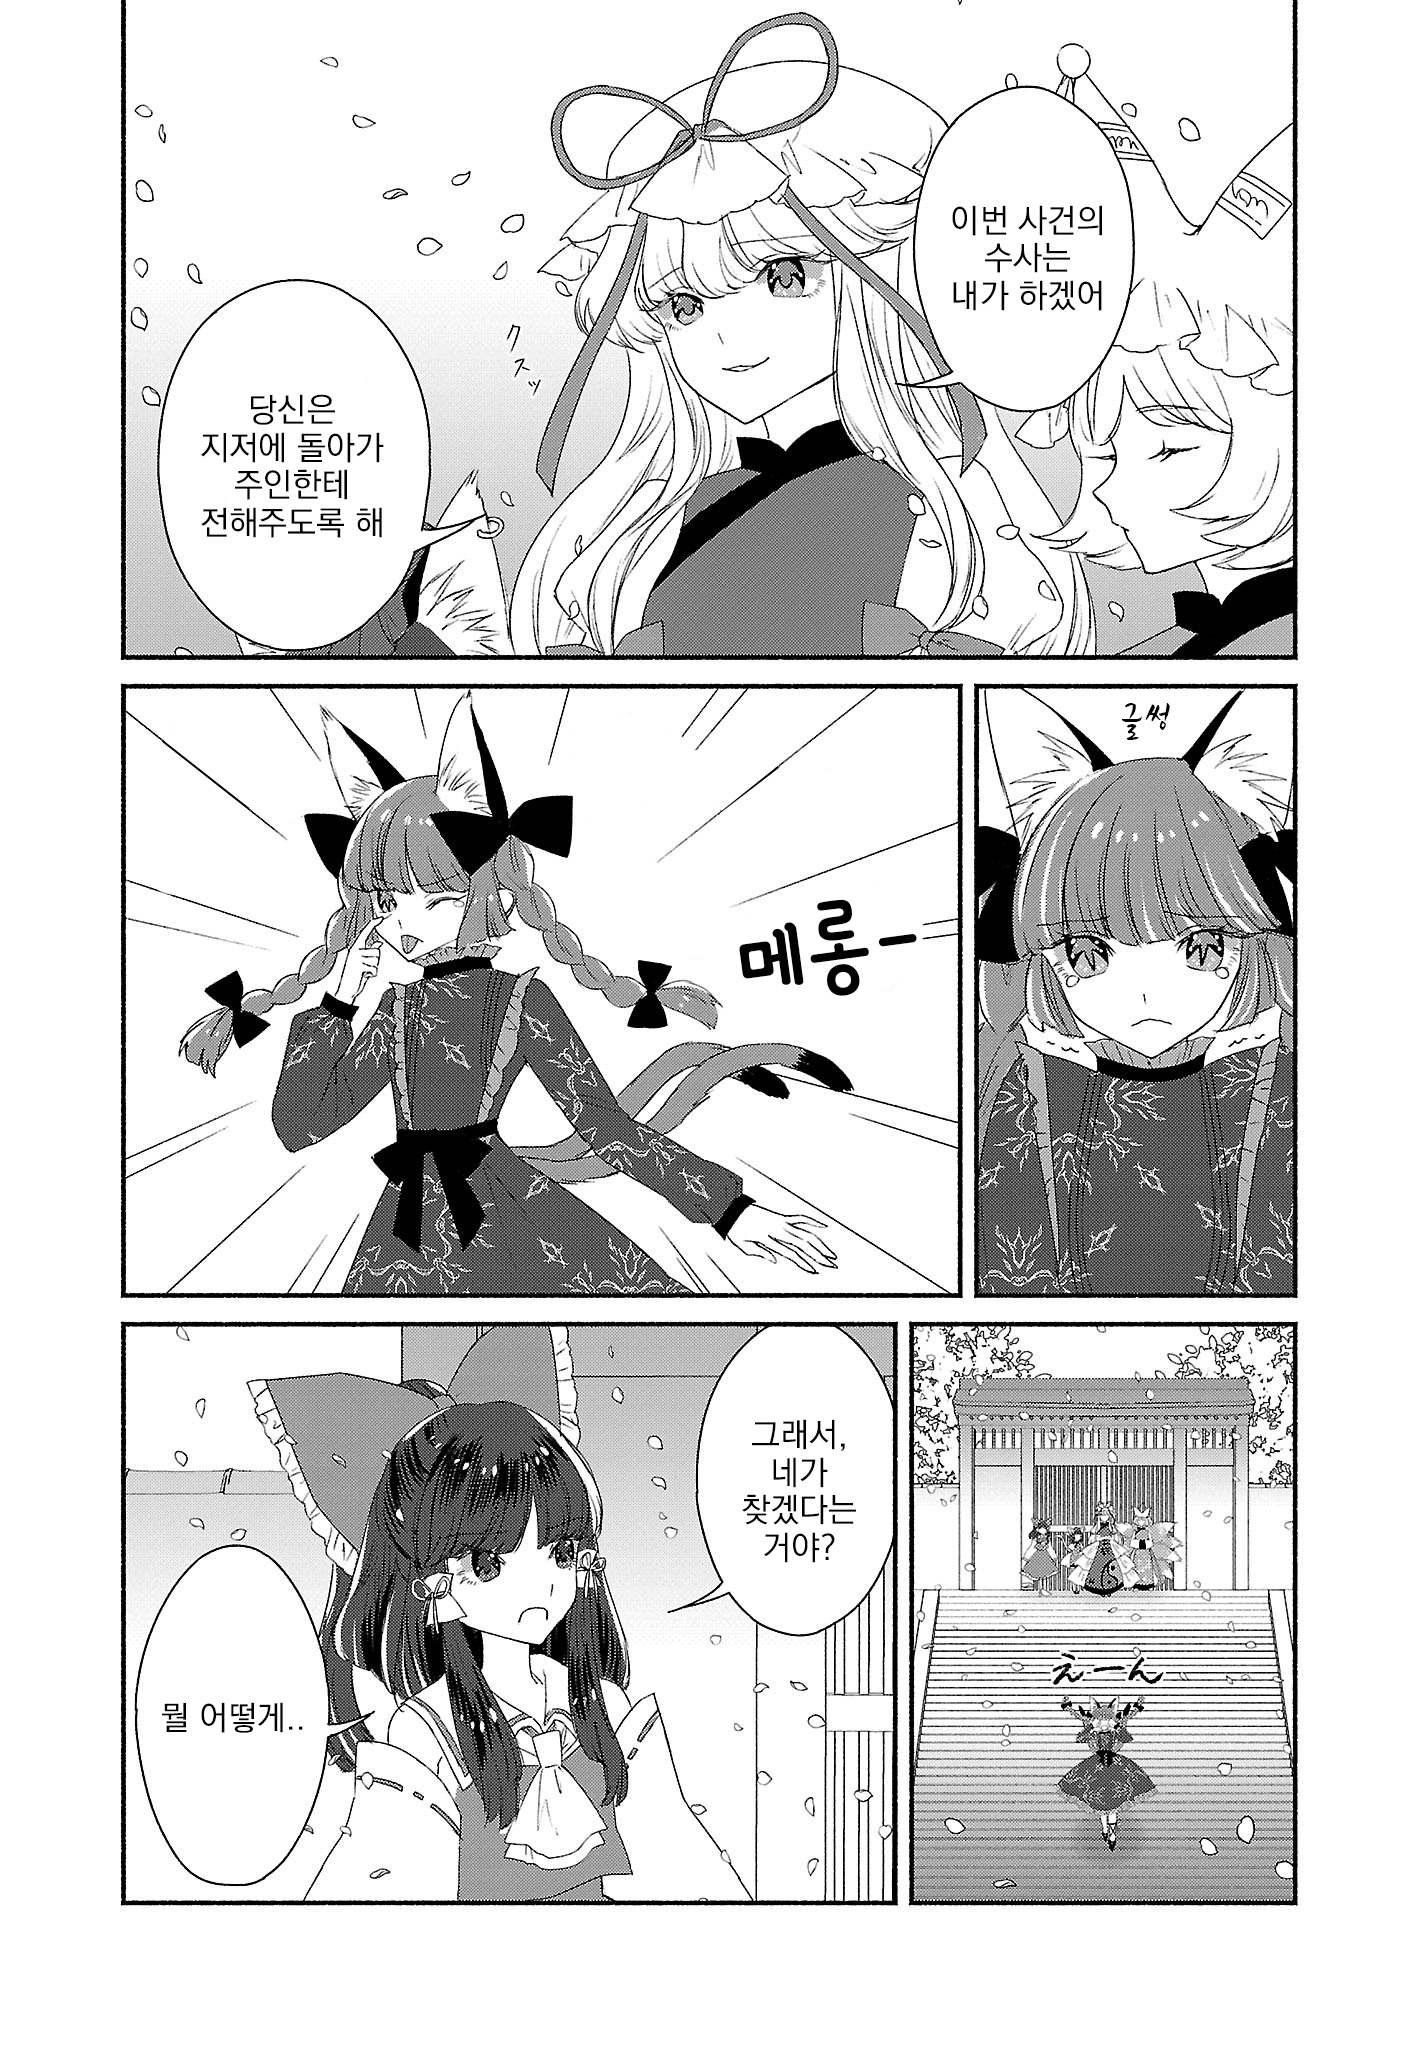 이번 사건의
수사는
내가 하겠어
クスッ
당신은
지저에 돌아가
주인한테
전해주도록 해
글썽
메롱-
えーん
그래서,
네가
찾겠다는
거야?
뭘 어떻게..